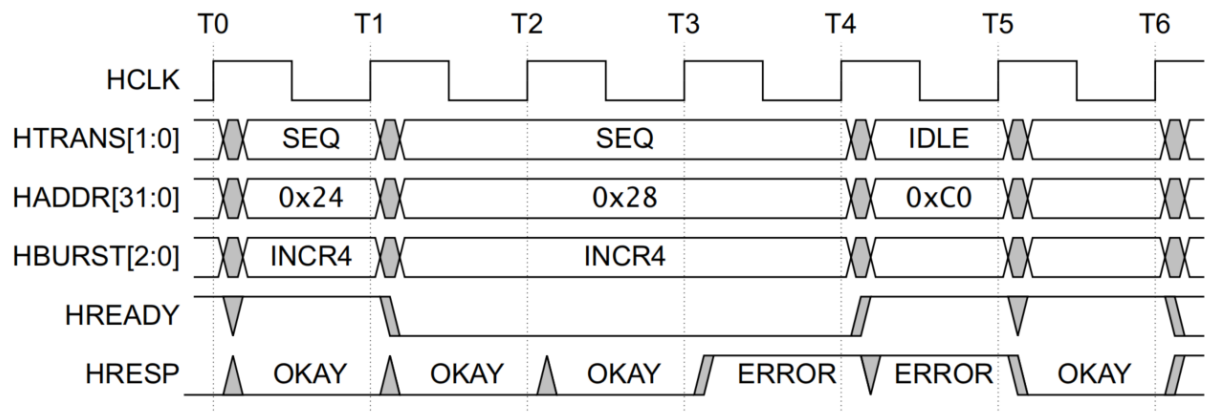 T0 T1 T2 T3 T4 T5 T6
HCLK
HTRANS[1:0] SEQ SEQ IDLE
HADDR[31:0] 0x24 0x28 0xC0
HBURST[2:0] INCR4 INCR4
HREADY
HRESP OKAY OKAY OKAY ERROR ERROR OKAY